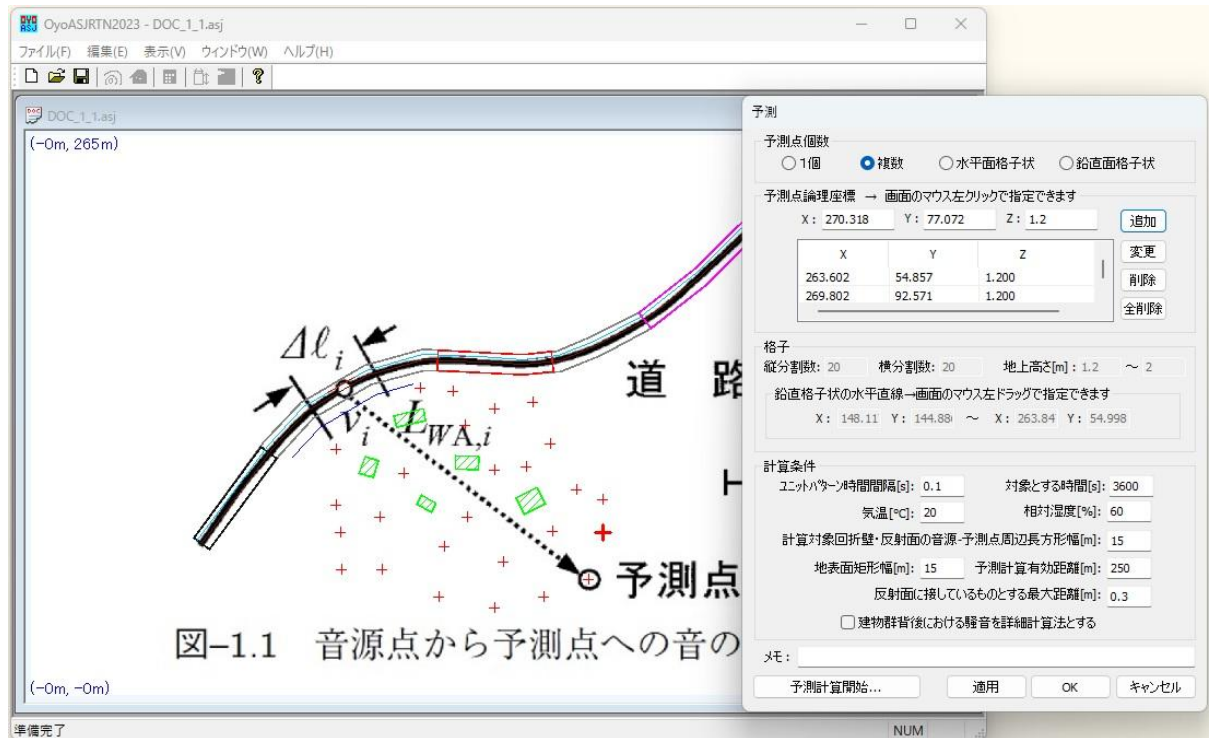 OyoASJRTN2023 - DOC_1_1.asj
ファイル(F) 編集(E) 表示(V) ウィンドウ(W) ヘルプ(H)
DOC_1_1.asj
(-0m, 265m)
Δℓi
νi
LWA,i
道 路
予測点
図-1.1 音源点から予測点への音の
(-0m, -0m)
準備完了
NUM
予測
予測点個数
1個 複数 水平面格子状 鉛直面格子状
予測点論理座標 → 画面のマウス左クリックで指定できます
X: 270.318 Y: 77.072 Z: 1.2 追加
X Y Z 変更
263.602 54.857 1.200 削除
269.802 92.571 1.200
全削除
格子
縦分割数: 20 横分割数: 20 地上高さ[m] : 1.2 ~ 2
鉛直格子状の水平直線→画面のマウス左ドラッグで指定できます
X: 148.11 Y: 144.88 ~ X: 263.84 Y: 54.998
計算条件
ユニットパターン時間間隔[s]: 0.1 対象とする時間[s]: 3600
気温[℃]: 20 相対湿度[%]: 60
計算対象回折壁・反射面の音源-予測点周辺長方形幅[m]: 15
地表面矩形幅[m]: 15 予測計算有効距離[m]: 250
反射面に接しているものとする最大距離[m]: 0.3
建物群背後における騒音を詳細計算法とする
メモ:
予測計算開始... 適用 OK キャンセル